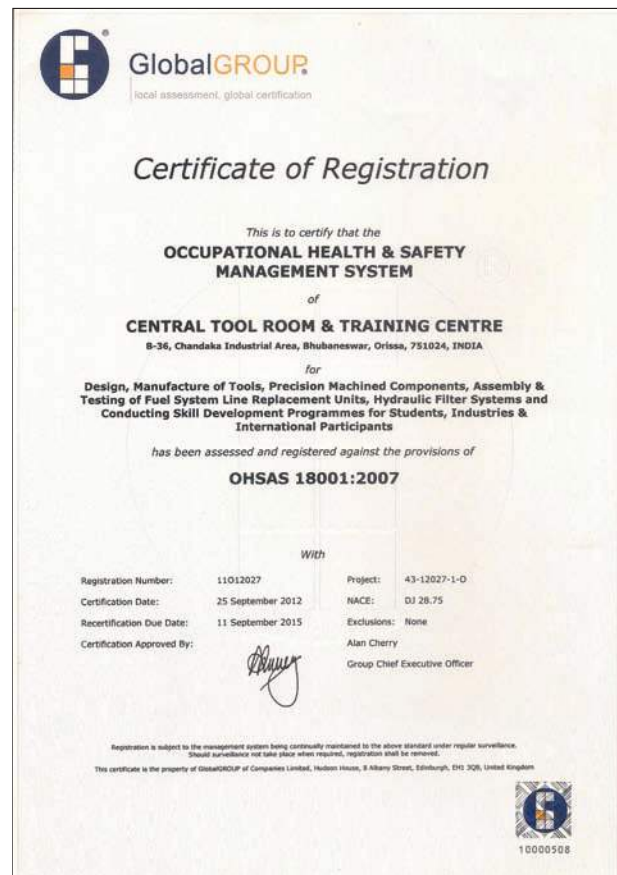 GlobalGROUP®
local assessment, global certification
Certificate of Registration
This is to certify that the
OCCUPATIONAL HEALTH & SAFETY
MANAGEMENT SYSTEM
of
CENTRAL TOOL ROOM & TRAINING CENTRE
B-36, Chandaka Industrial Area, Bhubaneswar, Orissa, 751024, INDIA
for
Design, Manufacture of Tools, Precision Machined Components, Assembly &
Testing of Fuel System Line Replacement Units, Hydraulic Filter Systems and
Conducting Skill Development Programmes for Students, Industries &
International Participants
has been assessed and registered against the provisions of
OHSAS 18001:2007
With
Registration Number: 11O12027 Project: 43-12027-1-O
Certification Date: 25 September 2012 NACE: DJ 28.75
Recertification Due Date: 11 September 2015 Exclusions: None
Certification Approved By: Alan Cherry
Group Chief Executive Officer
Registration is subject to the management system being continually maintained to the above standard under regular surveillance.
Should surveillance not take place when required, registration shall be removed.
This certificate is the property of GlobalGROUP of Companies Limited, Hudson House, 8 Albany Street, Edinburgh, EH1 3QB, United Kingdom
10000508